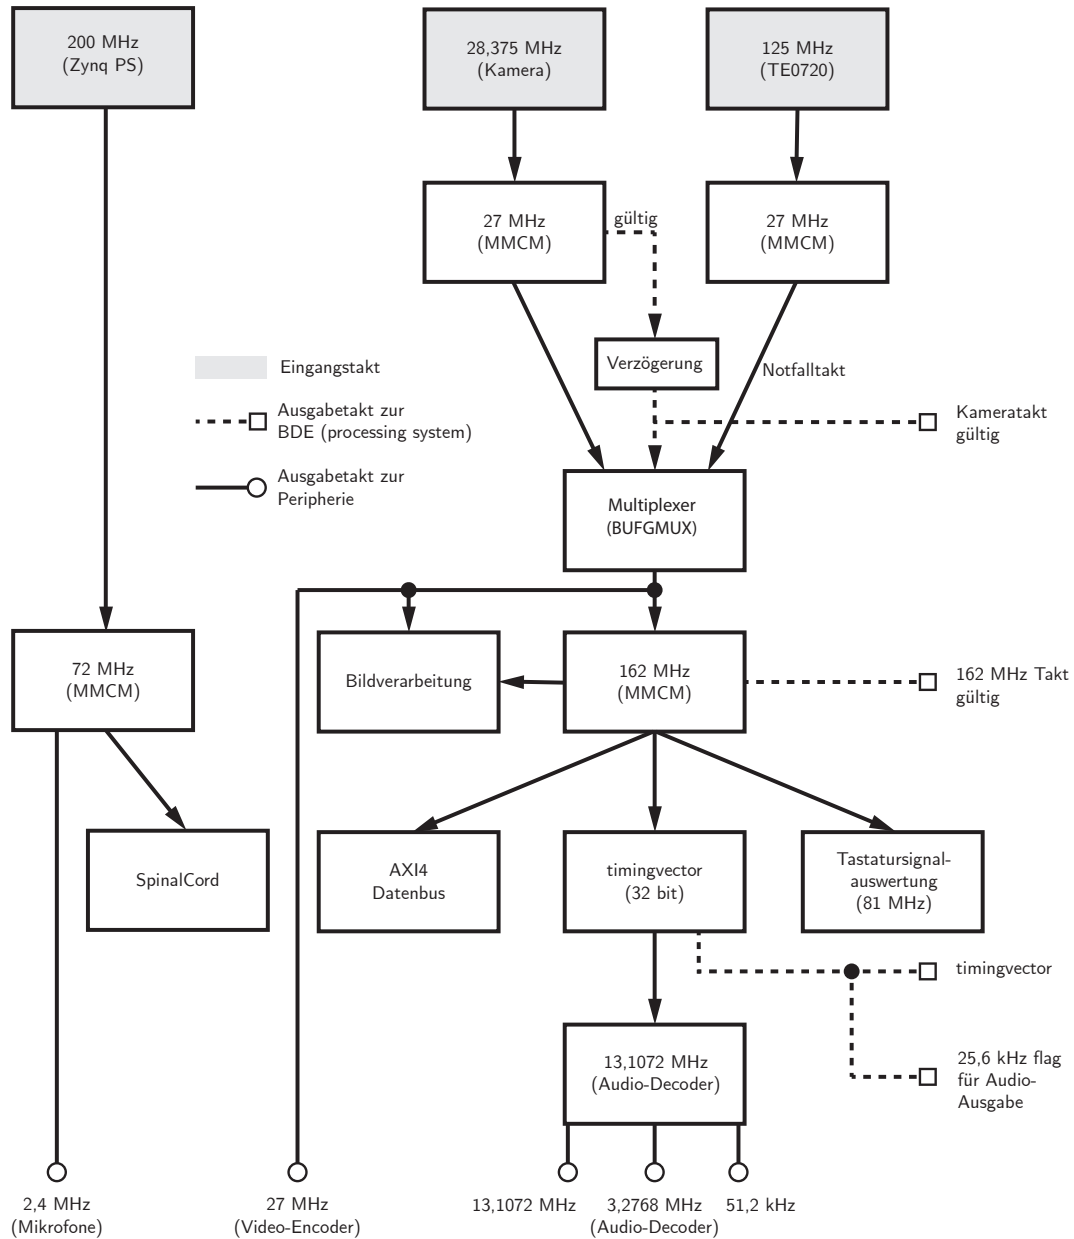 200 MHz
(Zynq PS)
28,375 MHz
(Kamera)
125 MHz
(TE0720)
27 MHz
(MMCM)
gültig
27 MHz
(MMCM)
Verzögerung
Notfalltakt
Eingangstakt
Ausgabetakt zur
BDE (processing system)
Ausgabetakt zur
Peripherie
Kameratakt
gültig
Multiplexer
(BUFGMUX)
72 MHz
(MMCM)
Bildverarbeitung
162 MHz
(MMCM)
162 MHz Takt
gültig
SpinalCord
AXI4
Datenbus
timingvector
(32 bit)
Tastatursignal-
auswertung
(81 MHz)
timingvector
13,1072 MHz
(Audio-Decoder)
25,6 kHz flag
für Audio-
Ausgabe
2,4 MHz
(Mikrofone)
27 MHz
(Video-Encoder)
13,1072 MHz
3,2768 MHz
(Audio-Decoder)
51,2 kHz